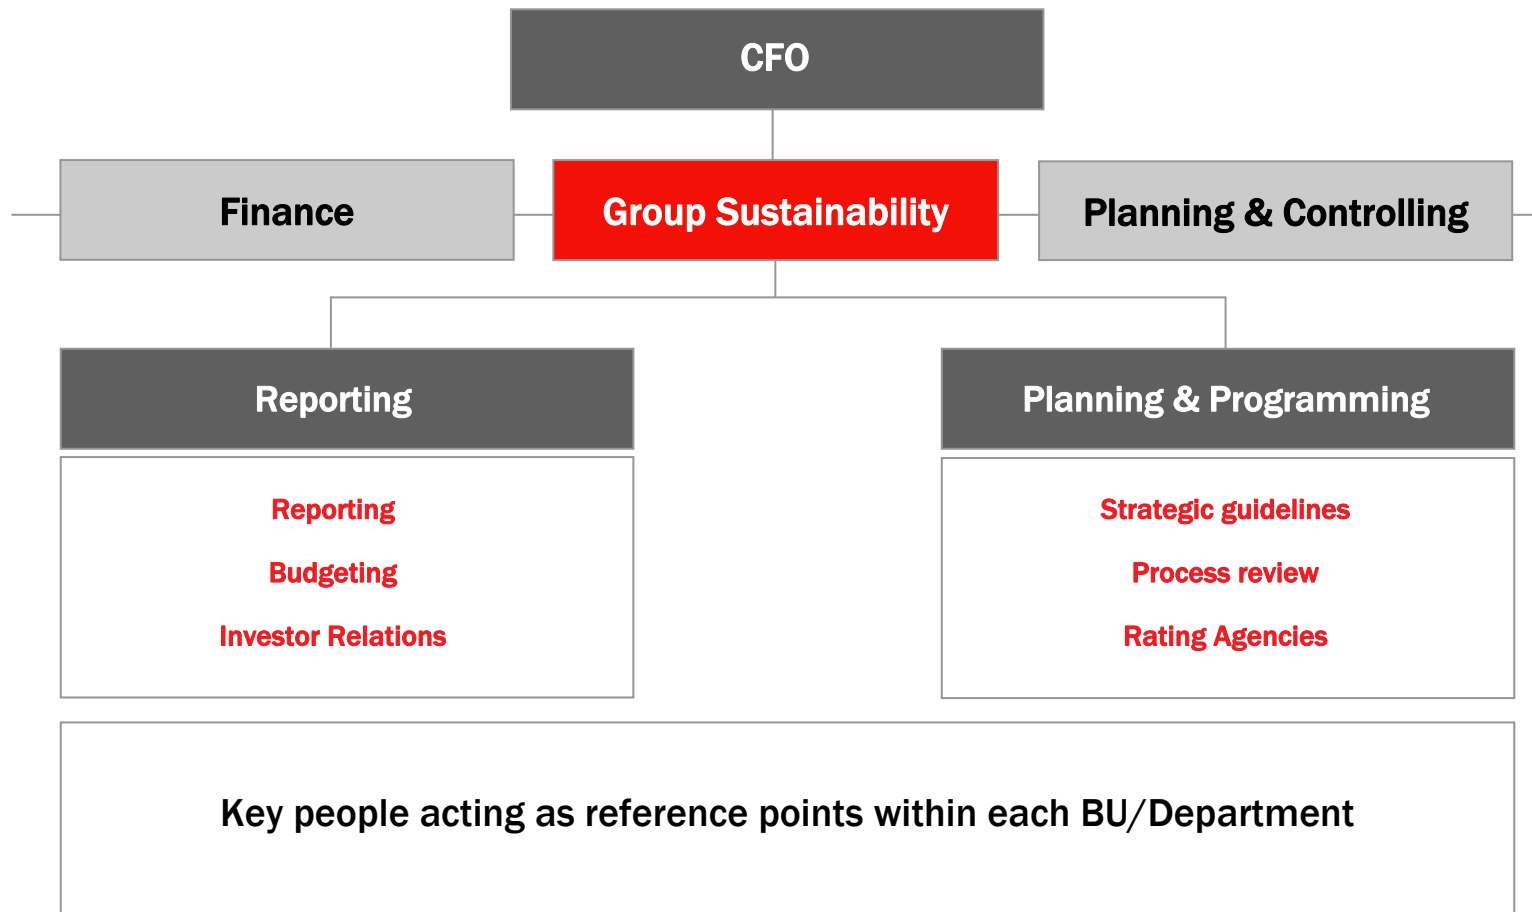 CFO
Finance
Group Sustainability
Planning & Controlling
Reporting
Planning & Programming
Reporting
Budgeting
Investor Relations
Strategic guidelines
Process review
Rating Agencies
Key people acting as reference points within each BU/Department